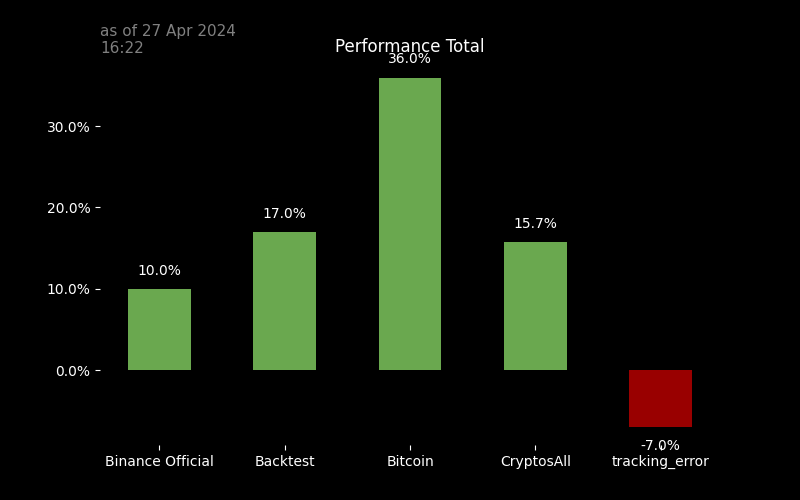 as of 27 Apr 2024
16:22
Performance Total
36.0%
30.0%
20.0%
17.0%
15.7%
10.0%
10.0%
0.0%
-7.0%
Binance Official
Backtest
Bitcoin
CryptosAll
tracking_error